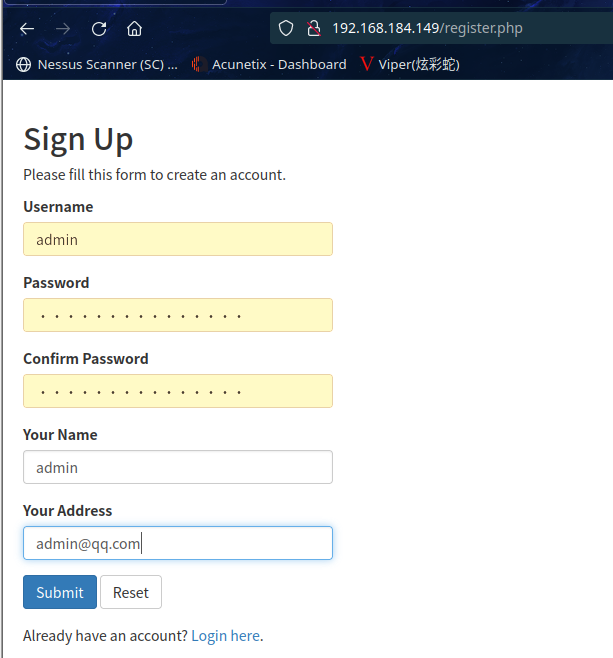 192.168.184.149/register.php
Nessus Scanner (SC) ... Acunetix - Dashboard Viper(炫彩蛇)
Sign Up
Please fill this form to create an account.
Username
admin
Password
Confirm Password
Your Name
admin
Your Address
admin@qq.com
Submit Reset
Already have an account? Login here.